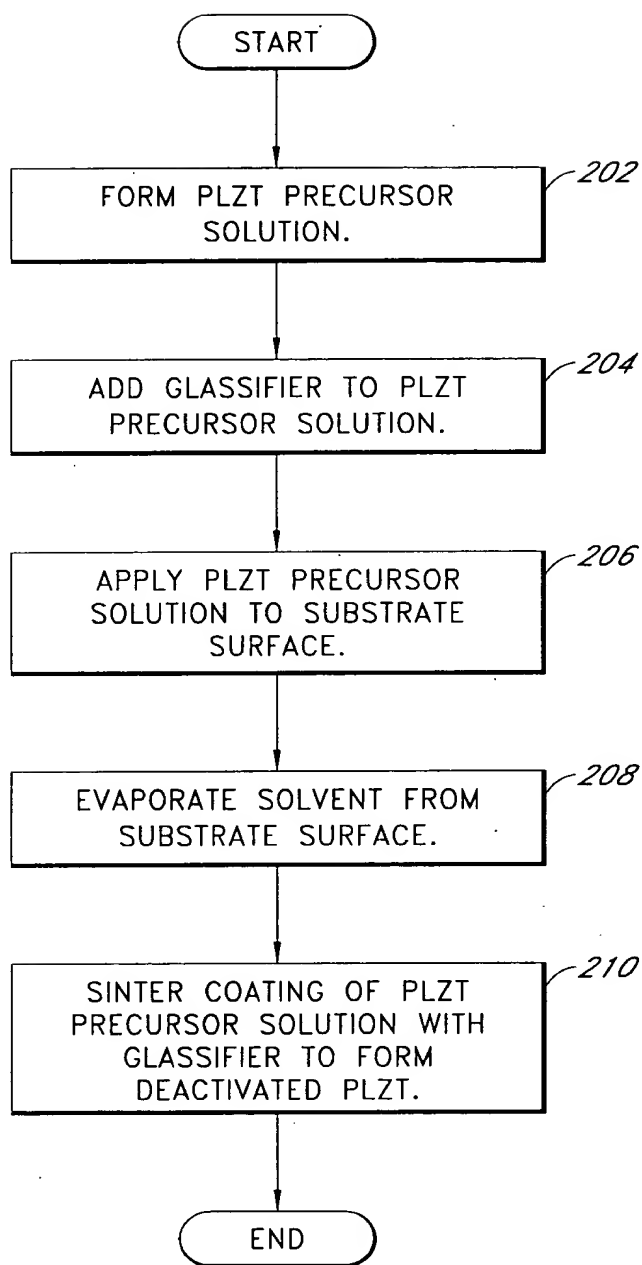 START
202
FORM PLZT PRECURSOR
SOLUTION.
204
ADD GLASSIFIER TO PLZT
PRECURSOR SOLUTION.
206
APPLY PLZT PRECURSOR
SOLUTION TO SUBSTRATE
SURFACE.
208
EVAPORATE SOLVENT FROM
SUBSTRATE SURFACE.
210
SINTER COATING OF PLZT
PRECURSOR SOLUTION WITH
GLASSIFIER TO FORM
DEACTIVATED PLZT.
END